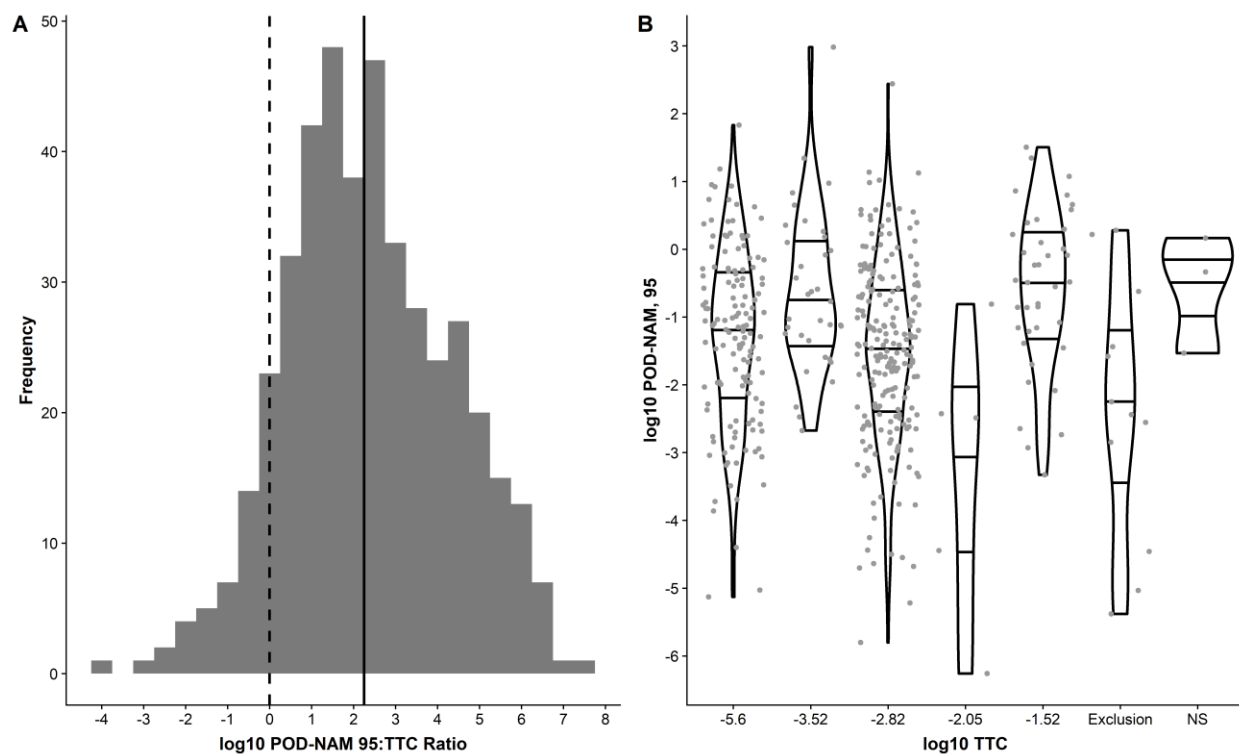 A
50
40
30
20
10
0
Frequency
-4 -3 -2 -1 0 1 2 3 4 5 6 7 8
log10 POD-NAM 95:TTC Ratio
B
3
2
1
0
-1
-2
-3
-4
-5
-6
log10 POD-NAM, 95
-5.6 -3.52 -2.82 -2.05 -1.52 Exclusion NS
log10 TTC